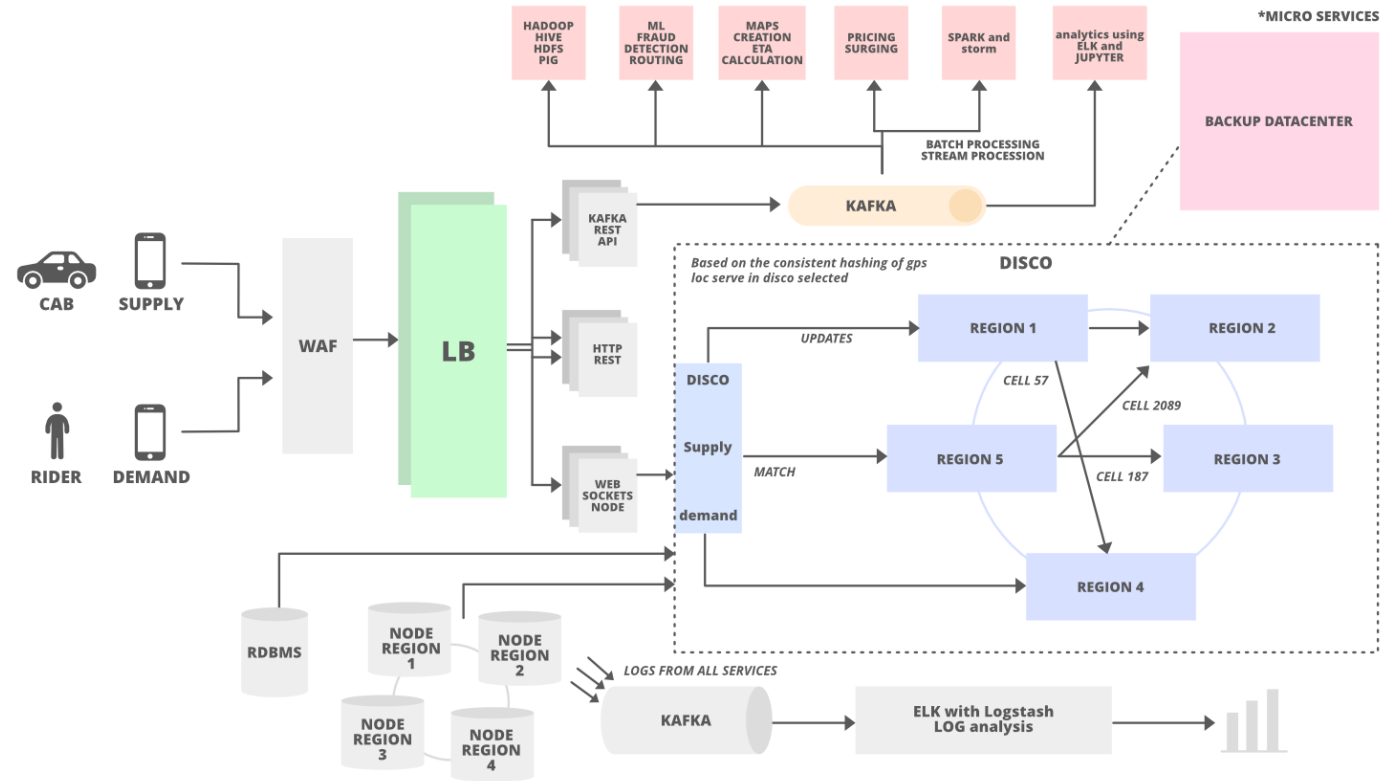 *MICRO SERVICES
HADOOP
HIVE
HDFS
PIG
ML
FRAUD
DETECTION
ROUTING
MAPS
CREATION
ETA
CALCULATION
PRICING
SURGING
SPARK and
storm
analytics using
ELK and
JUPYTER
BACKUP DATACENTER
BATCH PROCESSING
STREAM PROCESSION
KAFKA
REST
API
KAFKA
CAB
SUPPLY
WAF
LB
HTTP
REST
RIDER
DEMAND
WEB
SOCKETS
NODE
Based on the consistent hashing of gps
loc serve in disco selected
DISCO
UPDATES
REGION 1
REGION 2
DISCO
Supply
demand
CELL 57
CELL 2089
MATCH
REGION 5
REGION 3
CELL 187
REGION 4
RDBMS
NODE
REGION
1
NODE
REGION
2
NODE
REGION
3
NODE
REGION
4
LOGS FROM ALL SERVICES
KAFKA
ELK with Logstash
LOG analysis